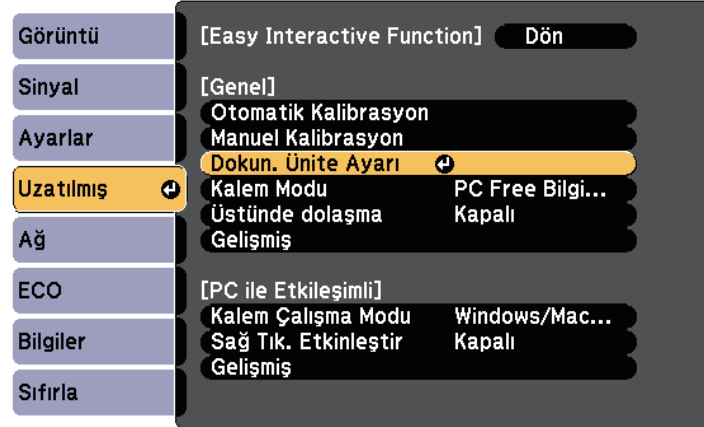 Görüntü
Sinyal
Ayarlar
Uzatılmış
Ağ
ECO
Bilgiler
Sıfırla
[Easy Interactive Function] Dön
[Genel]
Otomatik Kalibrasyon
Manuel Kalibrasyon
Dokun. Ünite Ayarı
Kalem Modu PC Free Bilgi...
Üstünde dolaşma Kapalı
Gelişmiş
[PC ile Etkileşimli]
Kalem Çalışma Modu Windows/Mac...
Sağ Tık. Etkinleştir Kapalı
Gelişmiş